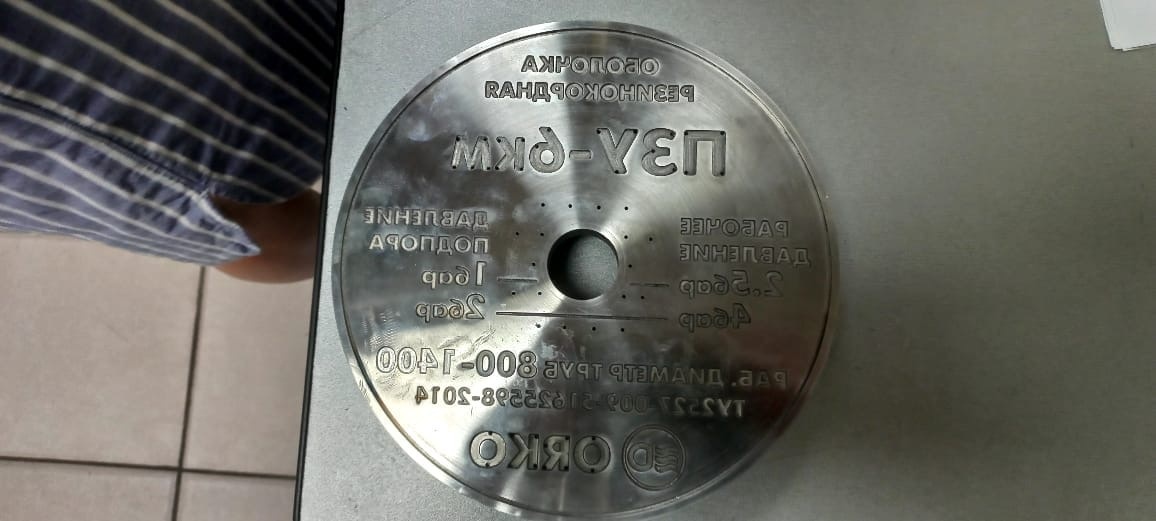 ОБОЛОЧКА
РЕЗИНОКОРДНАЯ
ПЗУ-6КМ
РАБОЧЕЕ ДАВЛЕНИЕ
ДАВЛЕНИЕ ПОДПОРА
2.5бар 1бар
4бар 2бар
РАБ. ДИАМЕТР ТРУБ 800-1400
ТУ2527-009-51625598-2014
ORKO